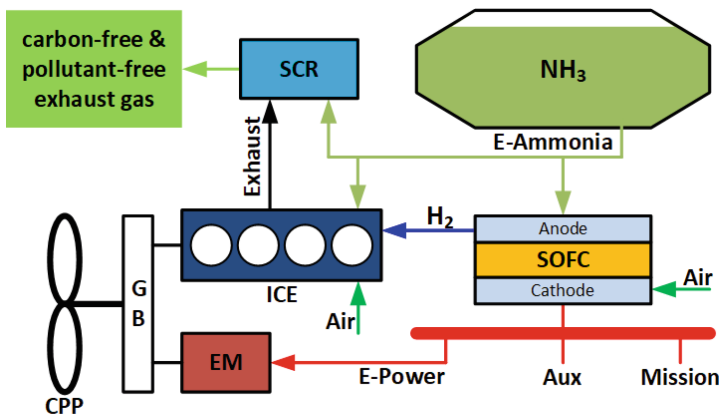 carbon-free &
pollutant-free
exhaust gas
SCR
NH₃
E-Ammonia
Exhaust
H₂
Anode
SOFC
Cathode
Air
ICE
Air
G
B
EM
E-Power
Aux
Mission
CPP